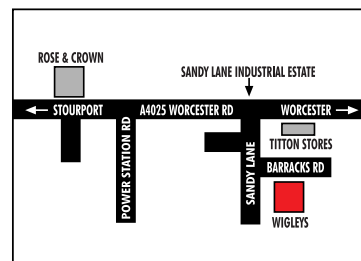 ROSE & CROWN
SANDY LANE INDUSTRIAL ESTATE
STOURPORT
A4025 WORCESTER RD
WORCESTER
TITTON STORES
POWER STATION RD
SANDY LANE
BARRACKS RD
WIGLEYS